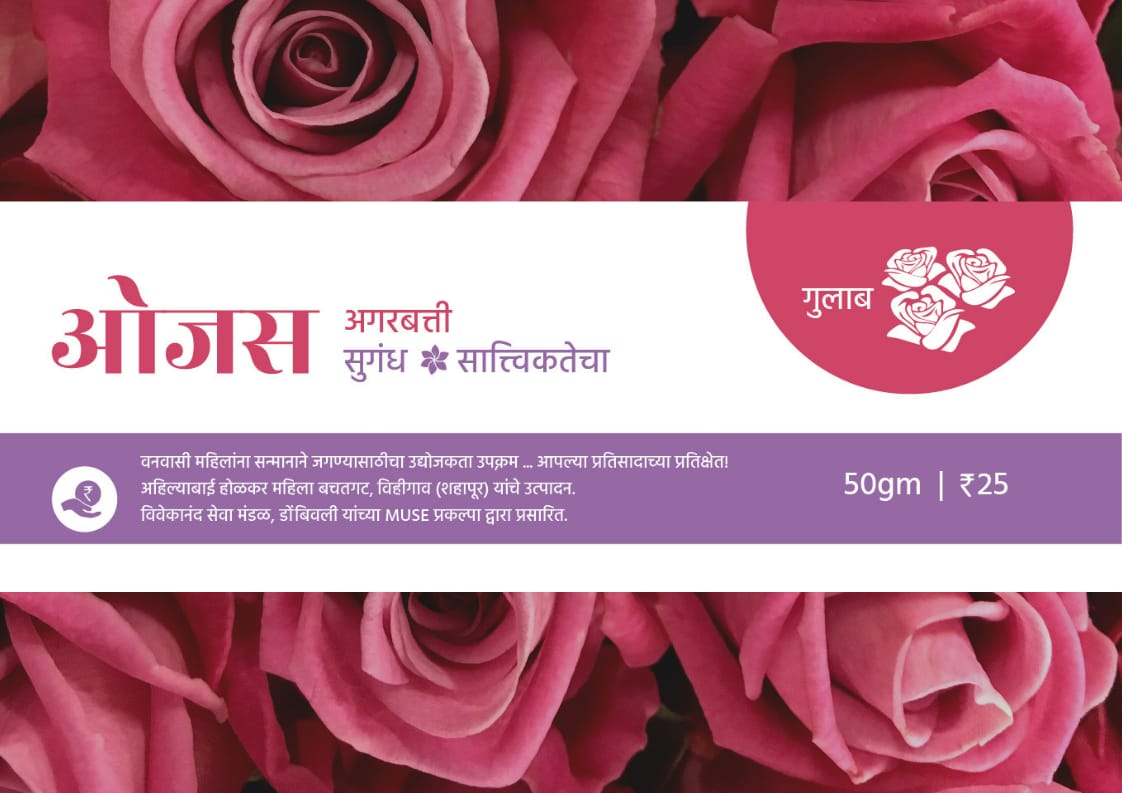 ओजस
अगरबत्ती
सुगंध सात्त्विकतेचा
गुलाब
वनवासी महिलांना सन्मानाने जगण्यासाठीचा उद्योजकता उपक्रम ... आपल्या प्रतिसादाच्या प्रतिक्षेत!
अहिल्याबाई होळकर महिला बचतगट, विहीगाव (शहापूर) यांचे उत्पादन.
विवेकानंद सेवा मंडळ, डोंबिवली यांच्या MUSE प्रकल्पा द्वारा प्रसारित.
₹
50gm | ₹25